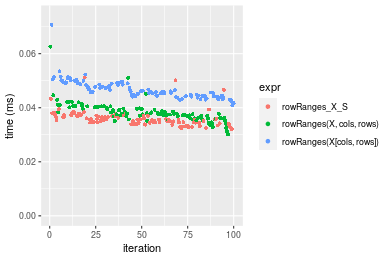 0.06
0.04
0.02
0.00
0
25
50
75
100
iteration
time (ms)
expr
rowRanges_X_S
rowRanges(X, cols, rows)
rowRanges(X[cols, rows])